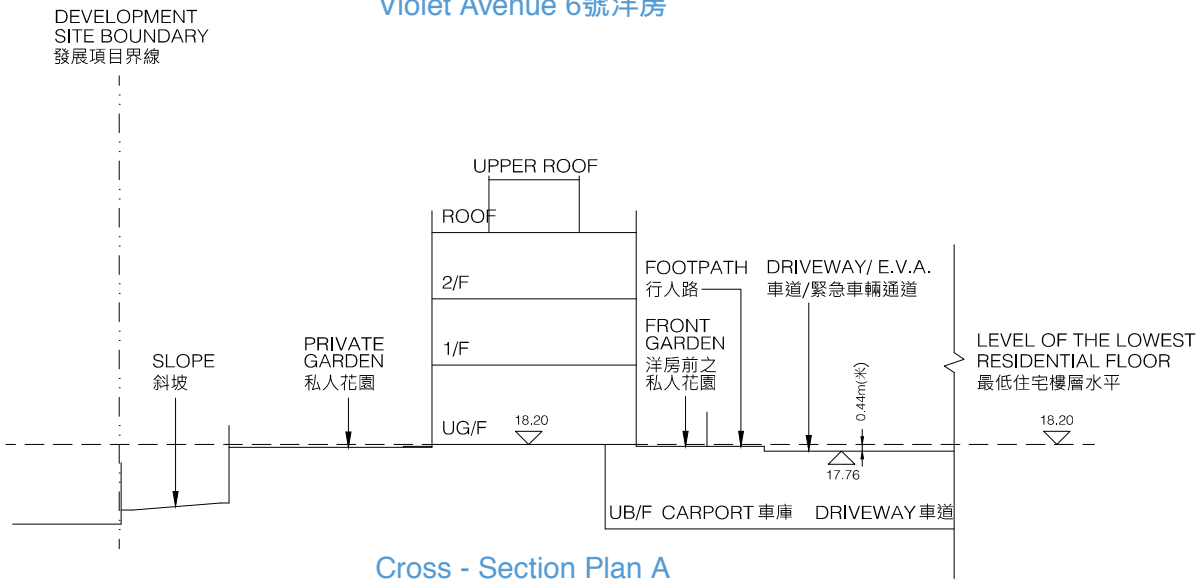 Violet Avenue 6號洋房
DEVELOPMENT
SITE BOUNDARY
發展項目界線
UPPER ROOF
ROOF
2/F
1/F
UG/F
18.20
SLOPE
斜坡
PRIVATE
GARDEN
私人花園
FOOTPATH
行人路
FRONT
GARDEN
洋房前之
私人花園
DRIVEWAY/ E.V.A.
車道/緊急車輛通道
0.44m(米)
17.76
LEVEL OF THE LOWEST
RESIDENTIAL FLOOR
最低住宅樓層水平
18.20
UB/F CARPORT 車庫 DRIVEWAY 車道
Cross - Section Plan A